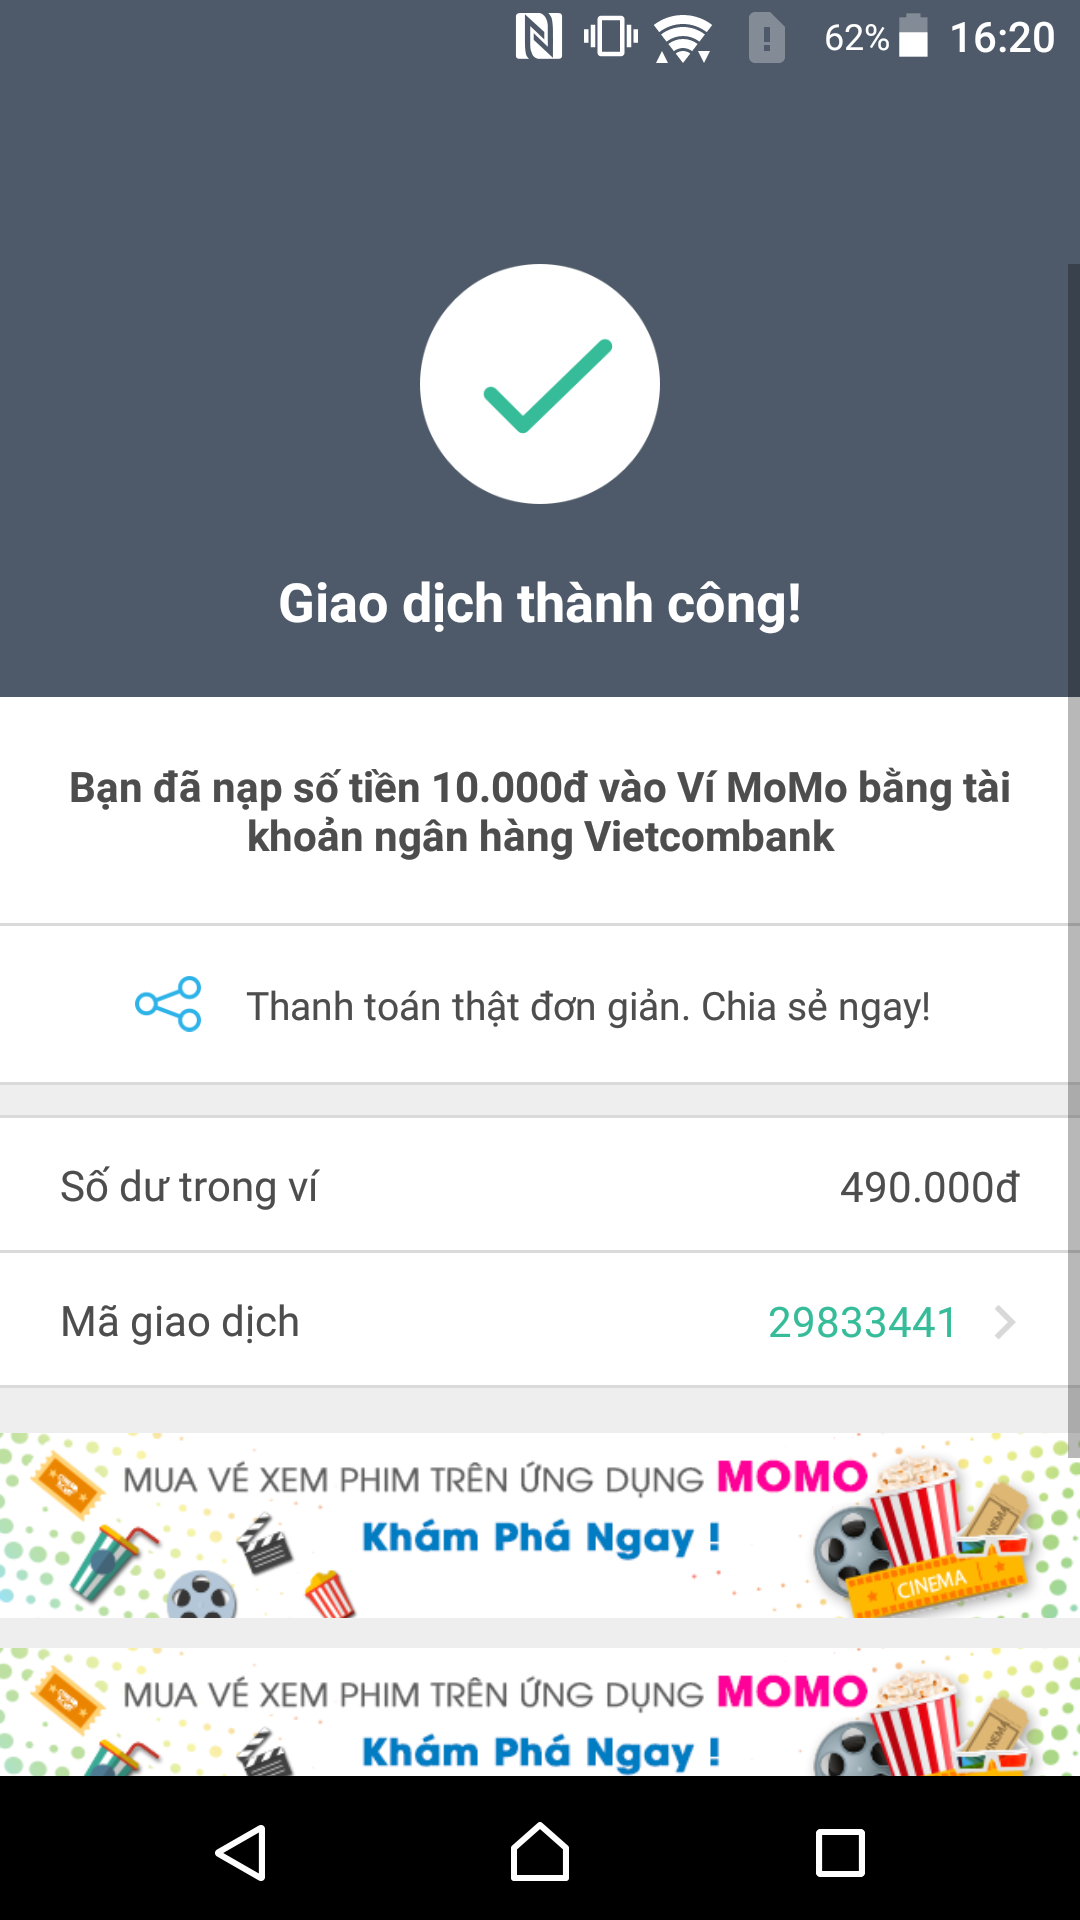 62% 16:20
Giao dịch thành công!
Bạn đã nạp số tiền 10.000đ vào Ví MoMo bằng tài
khoản ngân hàng Vietcombank
Thanh toán thật đơn giản. Chia sẻ ngay!
Số dư trong ví 490.000đ
Mã giao dịch 29833441
MUA VÉ XEM PHIM TRÊN ỨNG DỤNG MOMO
Khám Phá Ngay !
CINEMA
MUA VÉ XEM PHIM TRÊN ỨNG DỤNG MOMO
Khám Phá Ngay !